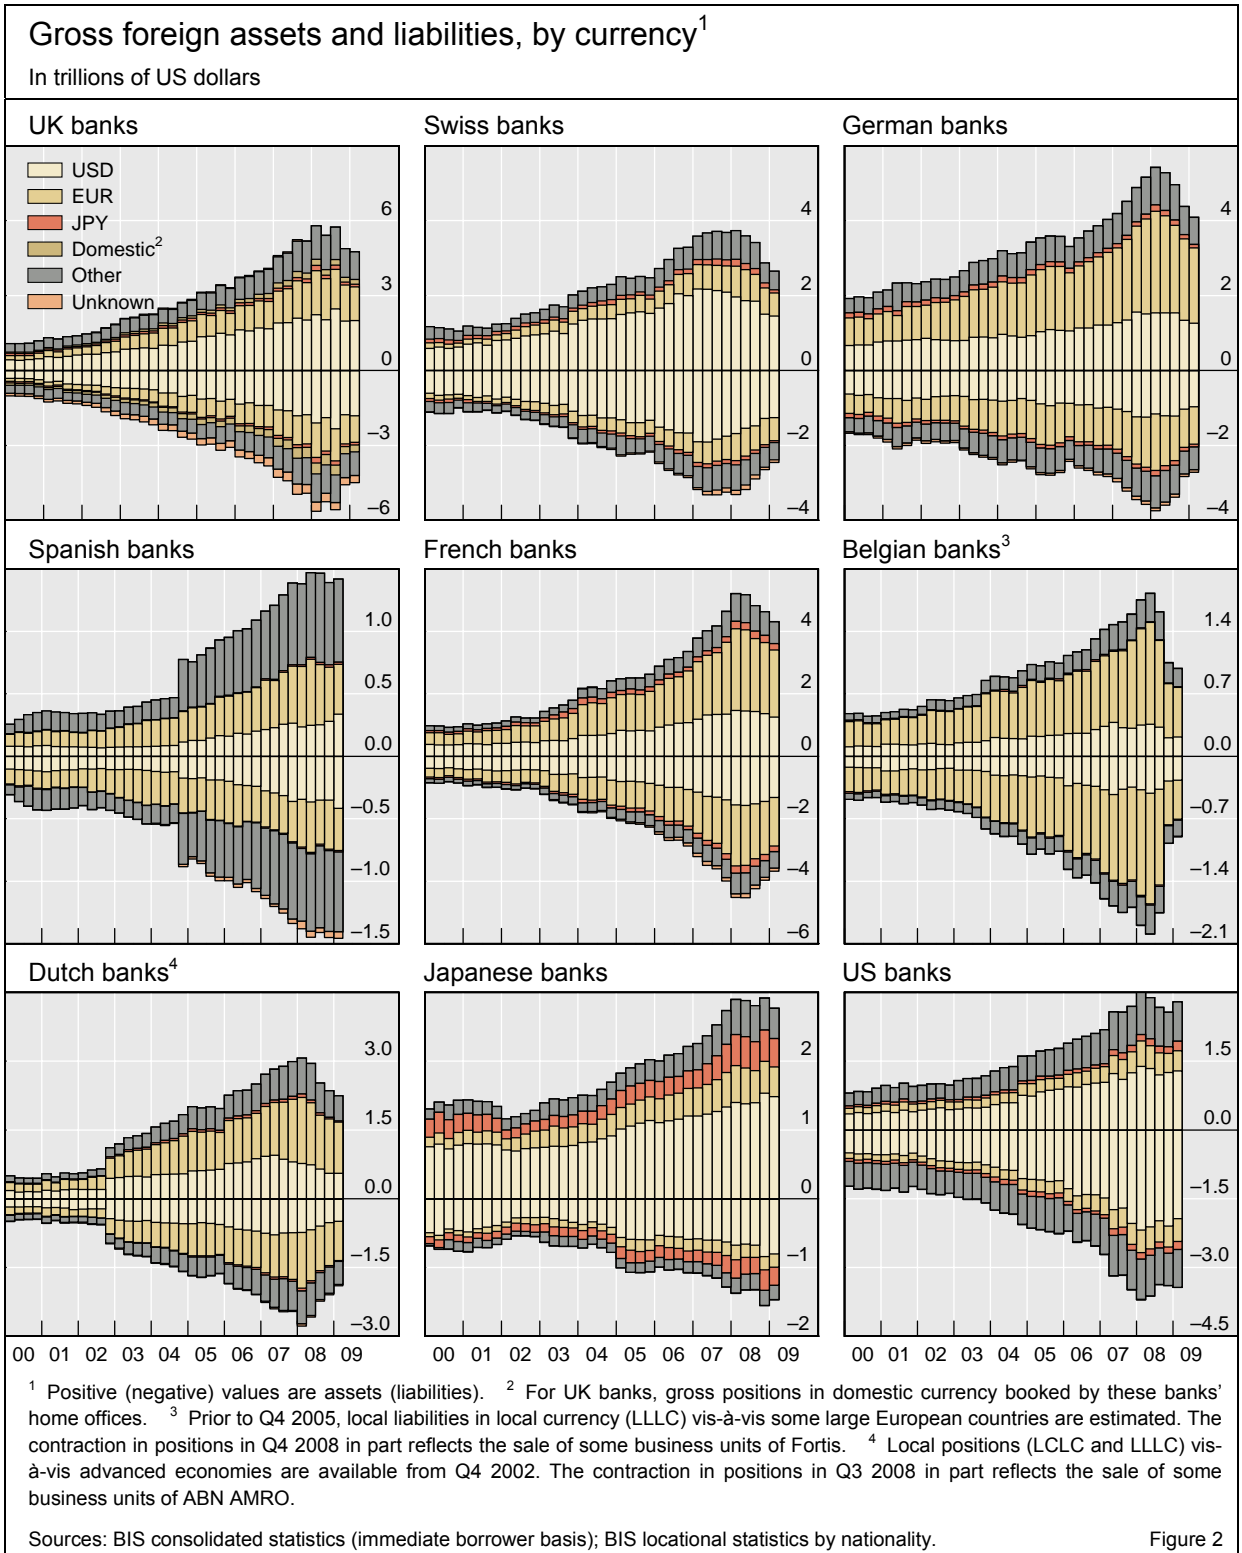 Gross foreign assets and liabilities, by currency1
In trillions of US dollars
UK banks
USD
EUR
JPY
Domestic2
Other
Unknown
6
3
0
–3
–6
Swiss banks
4
2
0
–2
–4
German banks
4
2
0
–2
–4
Spanish banks
1.0
0.5
0.0
–0.5
–1.0
–1.5
French banks
4
2
0
–2
–4
–6
Belgian banks3
1.4
0.7
0.0
–0.7
–1.4
–2.1
Dutch banks4
3.0
1.5
0.0
–1.5
–3.0
00 01 02 03 04 05 06 07 08 09
Japanese banks
2
1
0
–1
–2
00 01 02 03 04 05 06 07 08 09
US banks
1.5
0.0
–1.5
–3.0
–4.5
00 01 02 03 04 05 06 07 08 09
1 Positive (negative) values are assets (liabilities). 2 For UK banks, gross positions in domestic currency booked by these banks'
home offices. 3 Prior to Q4 2005, local liabilities in local currency (LLLC) vis-à-vis some large European countries are estimated. The
contraction in positions in Q4 2008 in part reflects the sale of some business units of Fortis. 4 Local positions (LCLC and LLLC) vis-
à-vis advanced economies are available from Q4 2002. The contraction in positions in Q3 2008 in part reflects the sale of some
business units of ABN AMRO.
Sources: BIS consolidated statistics (immediate borrower basis); BIS locational statistics by nationality. Figure 2